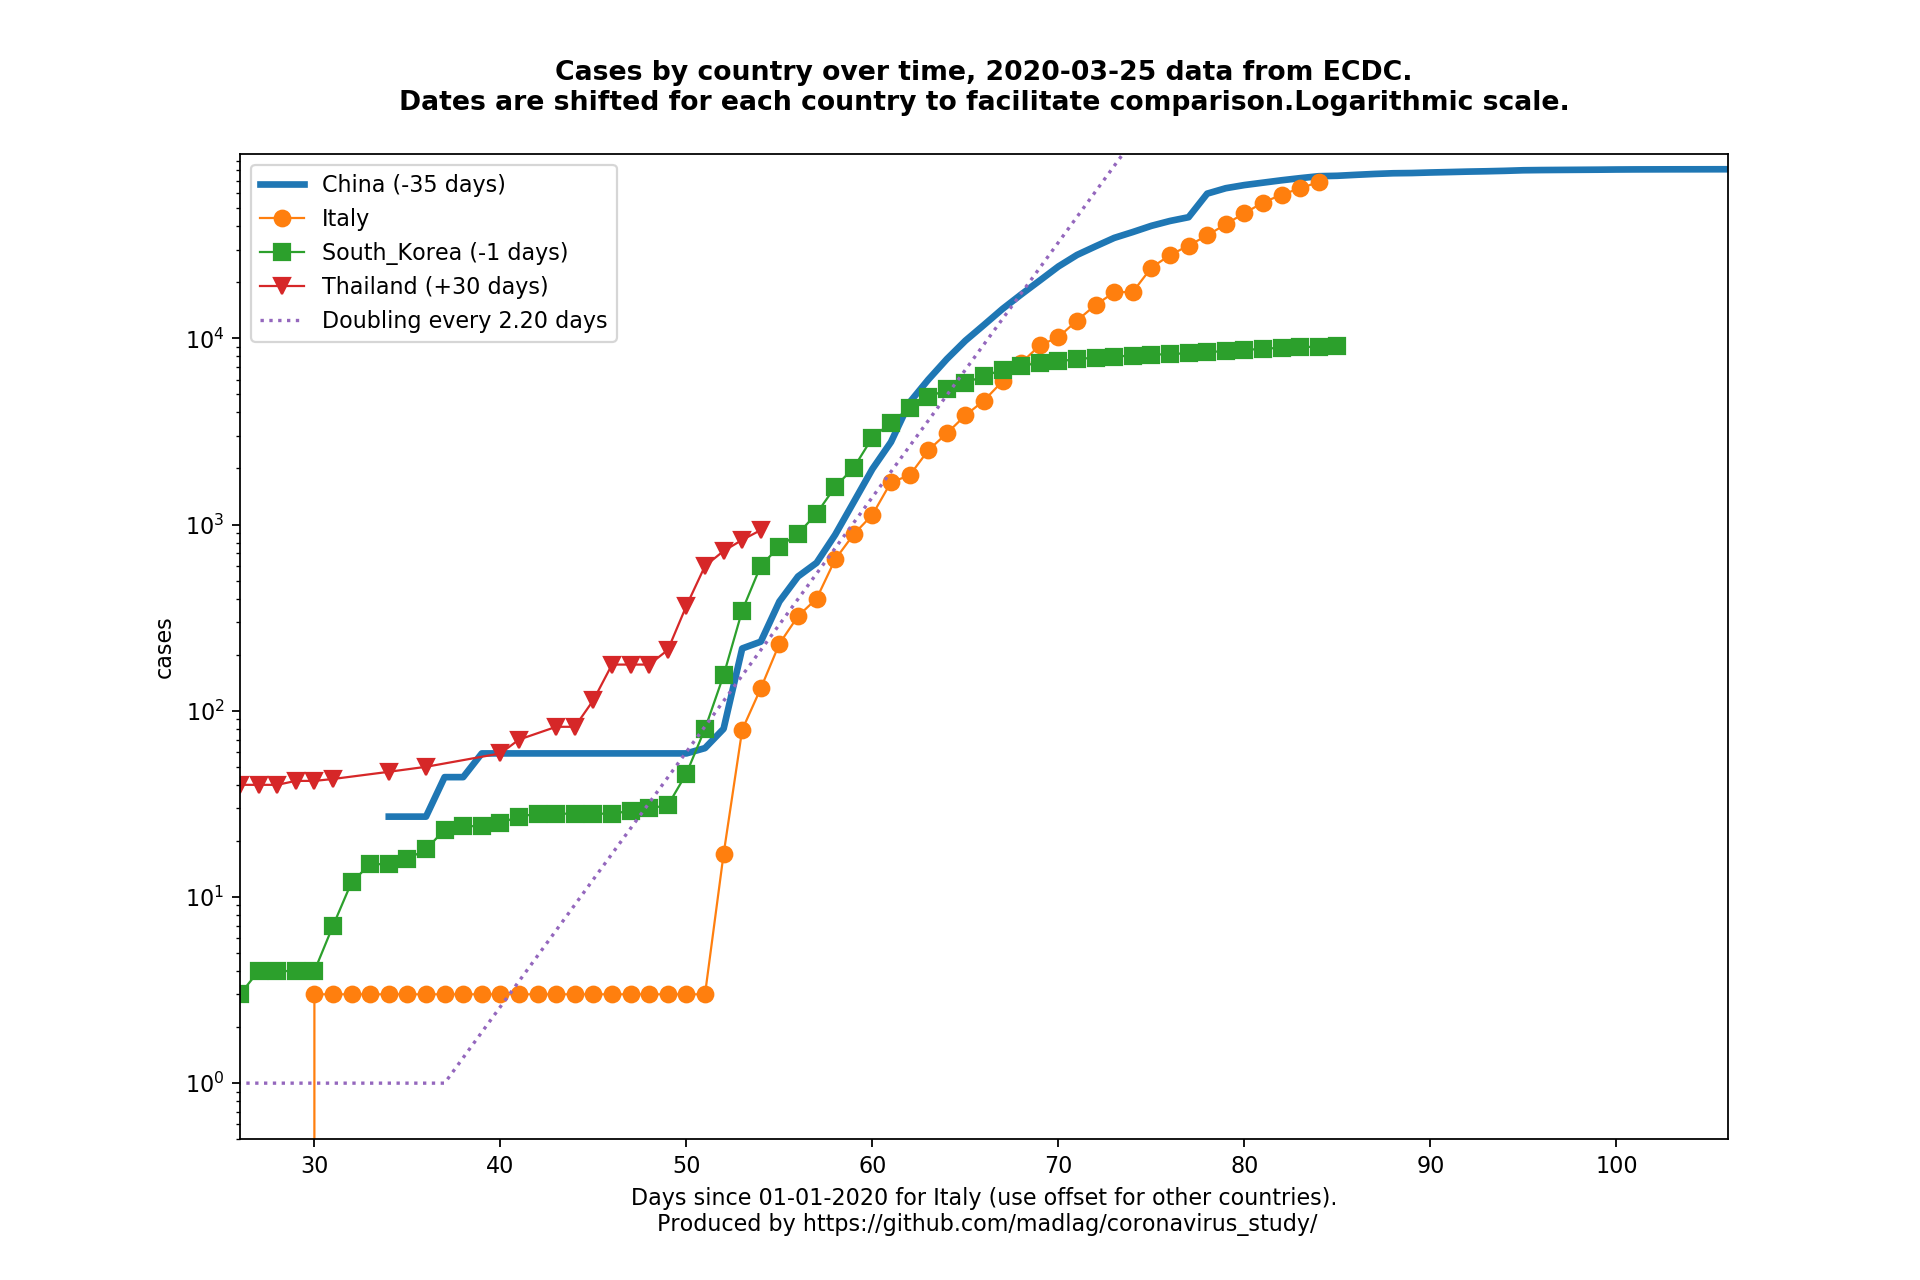 Cases by country over time, 2020-03-25 data from ECDC.
Dates are shifted for each country to facilitate comparison.Logarithmic scale.
China (-35 days)
Italy
South_Korea (-1 days)
Thailand (+30 days)
Doubling every 2.20 days
10⁴
10³
10²
10¹
10⁰
cases
30 40 50 60 70 80 90 100
Days since 01-01-2020 for Italy (use offset for other countries).
Produced by https://github.com/madlag/coronavirus_study/